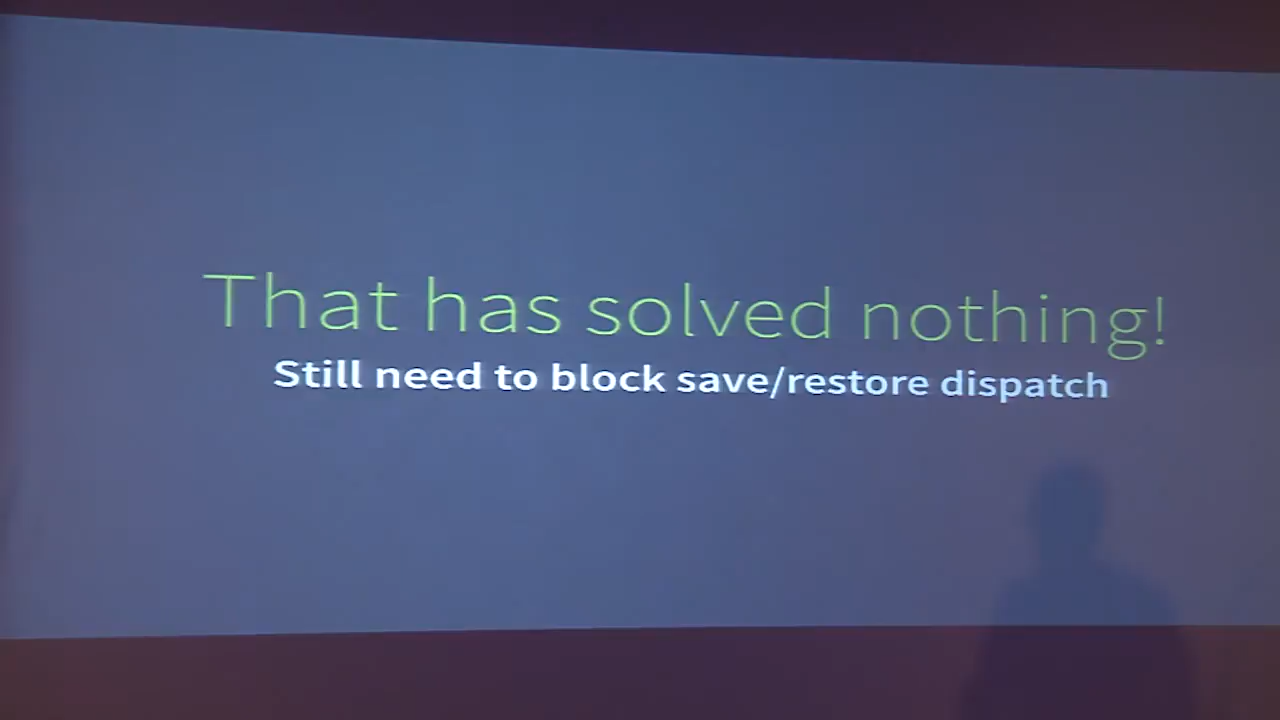 That has solved nothing!
Still need to block save/restore dispatch